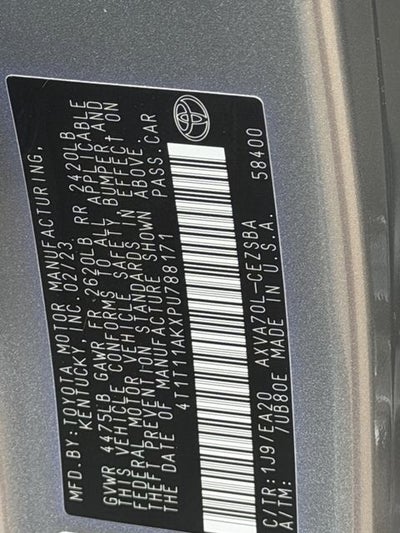 MFD.BY:TOYOTA MOTOR MANUFACTURING,
KENTUCKY, INC. 02/23
GVWR 4475LB GAWR FR 2620LB RR 2420LB
THIS VEHICLE CONFORMS TO ALL APPLICABLE
FEDERAL MOTOR VEHICLE SAFETY, BUMPER, AND
THEFT PREVENTION STANDARDS IN EFFECT ON
THE DATE OF MANUFACTURE SHOWN ABOVE.
4T1T11AKXPU788171 PASS.CAR
C/TR:1J9/EA20 AXVA70L-CEZSBA
A/TM: /UB80E MADE IN U.S.A. 58400